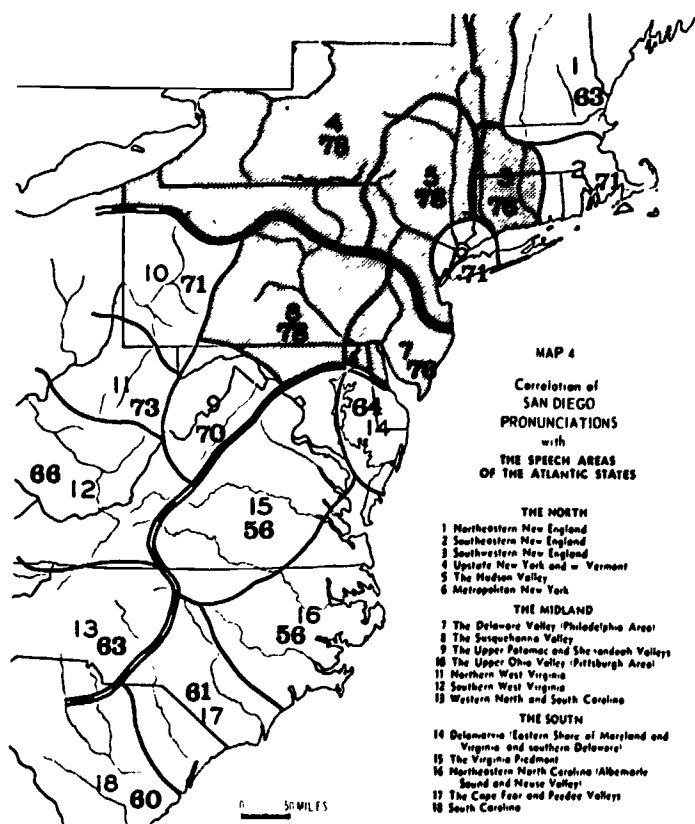 1
63
4
78
5
78
3
78
2
71
6
71
10
71
8
78
7
78
11
73
9
70
64
14
66
12
15
56
16
56
13
63
61
17
18
60
0 50 MILES
MAP 4
Correlation of
SAN DIEGO
PRONUNCIATIONS
with
THE SPEECH AREAS
OF THE ATLANTIC STATES
THE NORTH
1 Northeastern New England
2 Southeastern New England
3 Southwestern New England
4 Upstate New York and w Vermont
5 The Hudson Valley
6 Metropolitan New York
THE MIDLAND
7 The Delaware Valley (Philadelphia Area)
8 The Susquehanna Valley
9 The Upper Potomac and Shenandoah Valleys
10 The Upper Ohio Valley (Pittsburgh Area)
11 Northern West Virginia
12 Southern West Virginia
13 Western North and South Carolina
THE SOUTH
14 Delamarvia (Eastern Shore of Maryland and
Virginia and southern Delaware)
15 The Virginia Piedmont
16 Northeastern North Carolina (Albemarle
Sound and Neuse Valley)
17 The Cape Fear and Peedee Valleys
18 South Carolina